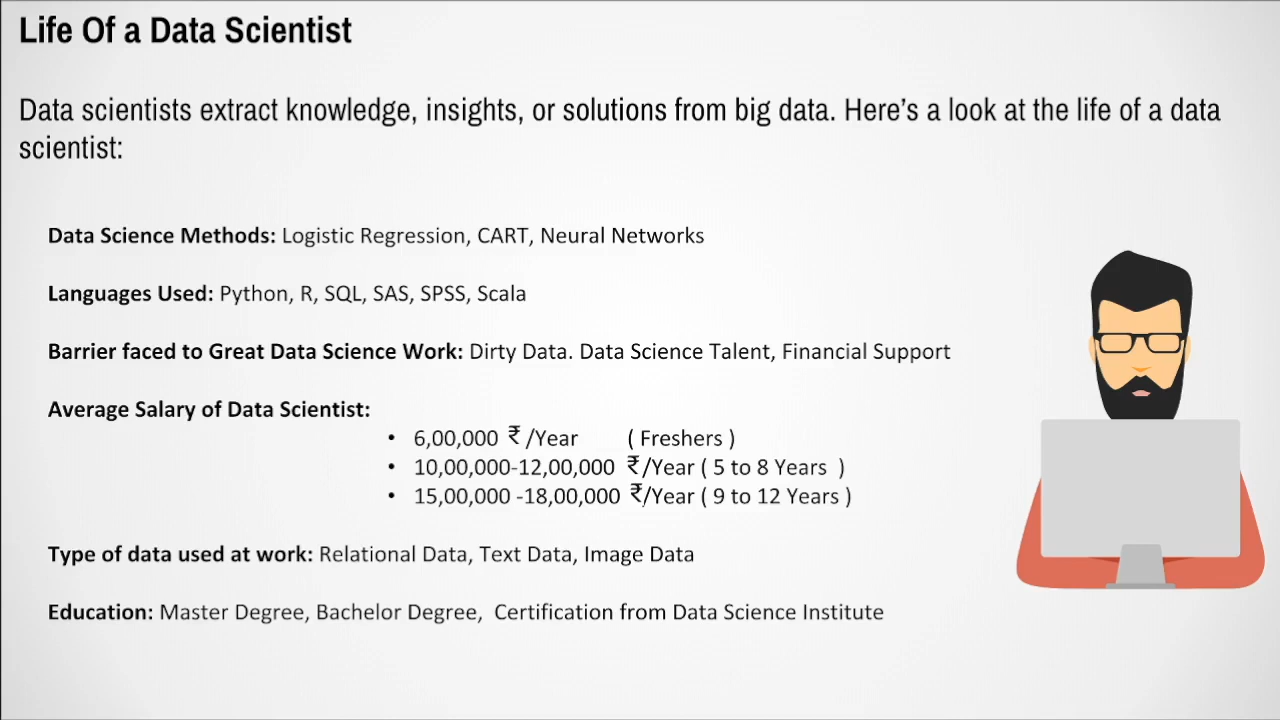 Life Of a Data Scientist
Data scientists extract knowledge, insights, or solutions from big data. Here’s a look at the life of a data
scientist:
Data Science Methods: Logistic Regression, CART, Neural Networks
Languages Used: Python, R, SQL, SAS, SPSS, Scala
Barrier faced to Great Data Science Work: Dirty Data. Data Science Talent, Financial Support
Average Salary of Data Scientist:
• 6,00,000 ₹ /Year ( Freshers )
• 10,00,000-12,00,000 ₹/Year ( 5 to 8 Years )
• 15,00,000 -18,00,000 ₹/Year ( 9 to 12 Years )
Type of data used at work: Relational Data, Text Data, Image Data
Education: Master Degree, Bachelor Degree, Certification from Data Science Institute